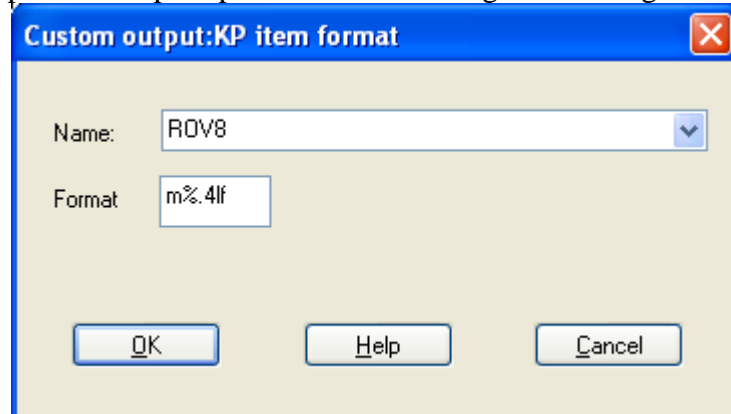 Custom output:KP item format
Name: ROV8
Format m%.4lf
OK Help Cancel